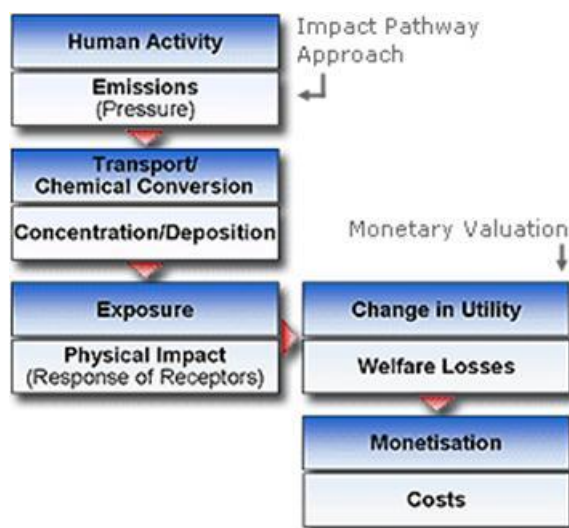 Human Activity
Impact Pathway
Approach
Emissions
(Pressure)
Transport/
Chemical Conversion
Concentration/Deposition
Monetary Valuation
Exposure
Physical Impact
(Response of Receptors)
Change in Utility
Welfare Losses
Monetisation
Costs